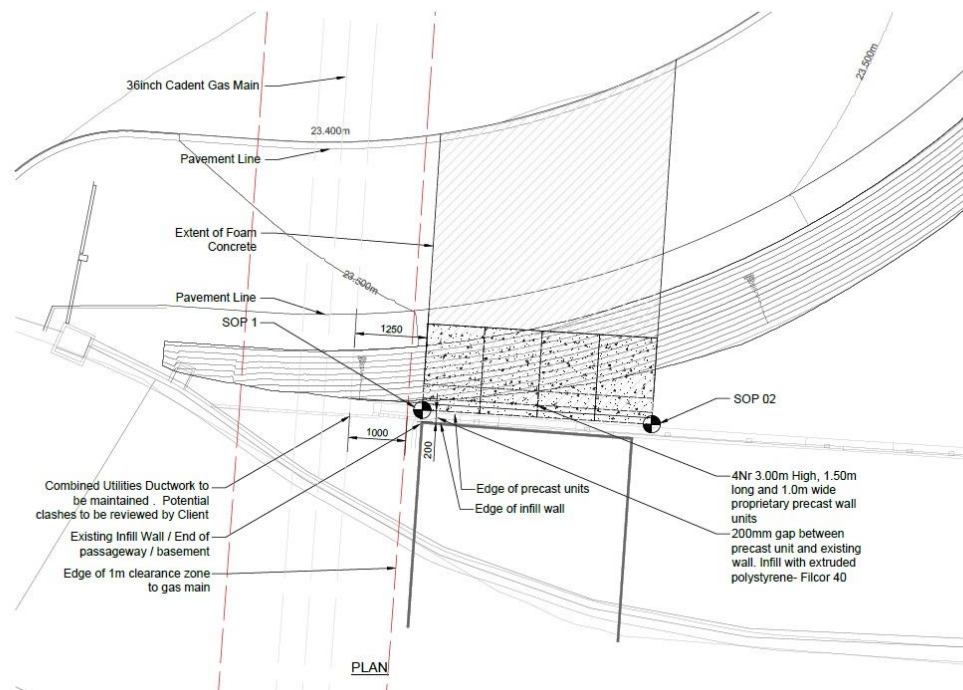 36inch Cadent Gas Main
23.400m
23.500m
Pavement Line
Extent of Foam
Concrete
23.500m
Pavement Line
SOP 1
1250
SOP 02
1000
200
Combined Utilities Ductwork to
be maintained . Potential
clashes to be reviewed by Client
Existing Infill Wall / End of
passageway / basement
Edge of 1m clearance zone
to gas main
Edge of precast units
Edge of infill wall
4Nr 3.00m High, 1.50m
long and 1.0m wide
proprietary precast wall
units
200mm gap between
precast unit and existing
wall. Infill with extruded
polystyrene- Filcor 40
PLAN